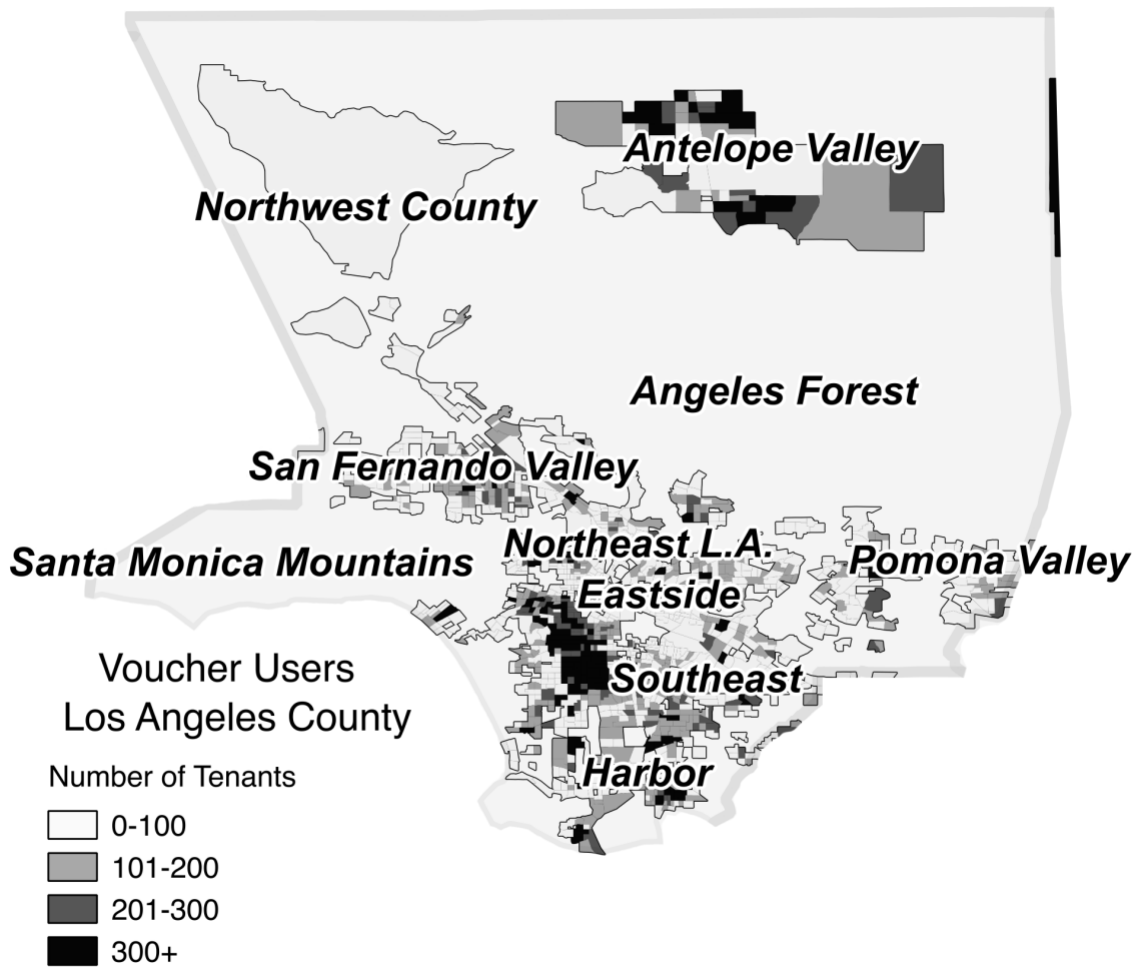 Antelope Valley
Northwest County
Angeles Forest
San Fernando Valley
Northeast L.A.
Santa Monica Mountains
Pomona Valley
Eastside
Southeast
Harbor
Voucher Users
Los Angeles County
Number of Tenants
0-100
101-200
201-300
300+